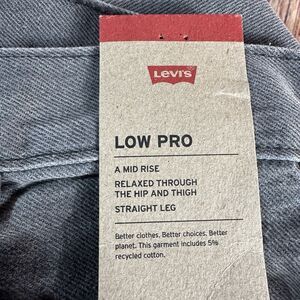 LEVI'S
LOW PRO
A MID RISE
RELAXED THROUGH
THE HIP AND THIGH
STRAIGHT LEG
Better clothes. Better choices. Better
planet. This garment includes 5%
recycled cotton.